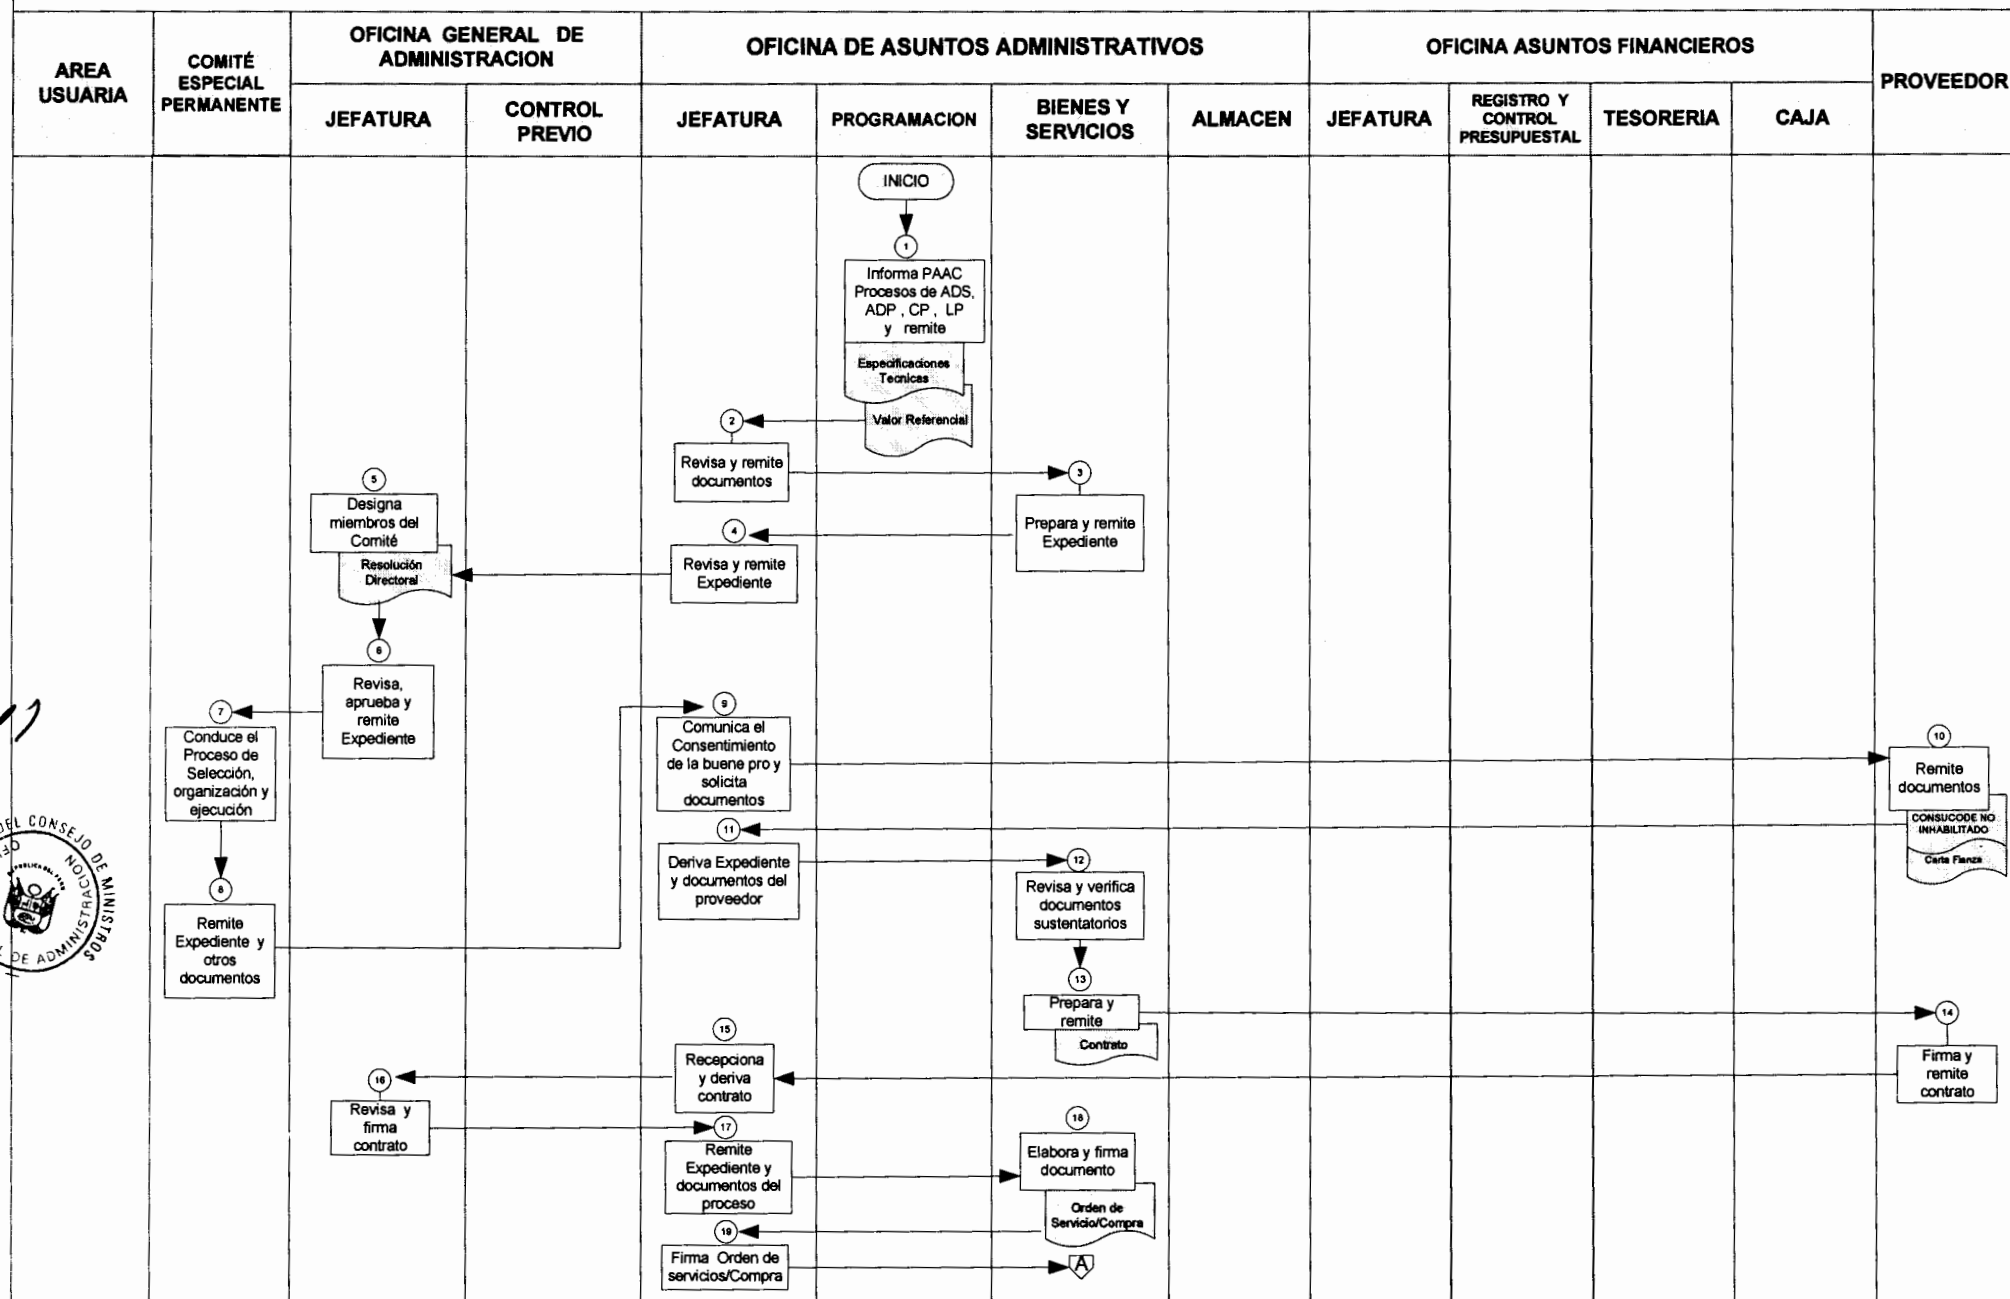 AREA
USUARIA
COMITÉ
ESPECIAL
PERMANENTE
OFICINA GENERAL DE
ADMINISTRACION
JEFATURA
CONTROL
PREVIO
OFICINA DE ASUNTOS ADMINISTRATIVOS
JEFATURA
PROGRAMACION
BIENES Y
SERVICIOS
ALMACEN
OFICINA ASUNTOS FINANCIEROS
JEFATURA
REGISTRO Y
CONTROL
PRESUPUESTAL
TESORERIA
CAJA
PROVEEDOR
INICIO
1
Informa PAAC
Procesos de ADS,
ADP , CP , LP
y remite
Especificaciones
Tecnicas
Valor Referencial
2
Revisa y remite
documentos
3
Prepara y remite
Expediente
4
Revisa y remite
Expediente
5
Designa
miembros del
Comité
Resolución
Directoral
6
Revisa,
aprueba y
remite
Expediente
7
Conduce el
Proceso de
Selección,
organización y
ejecución
8
Remite
Expediente y
otros
documentos
9
Comunica el
Consentimiento
de la buene pro y
solicita
documentos
10
Remite
documentos
CONSUCODE NO
INHABILITADO
Carta Fianza
11
Deriva Expediente
y documentos del
proveedor
12
Revisa y verifica
documentos
sustentatorios
13
Prepara y
remite
Contrato
14
Firma y
remite
contrato
15
Recepciona
y deriva
contrato
16
Revisa y
firma
contrato
17
Remite
Expediente y
documentos del
proceso
18
Elabora y firma
documento
Orden de
Servicio/Compra
19
Firma Orden de
servicios/Compra
A
DEL CONSEJO DE MINISTROS
DE ADMINISTRACION